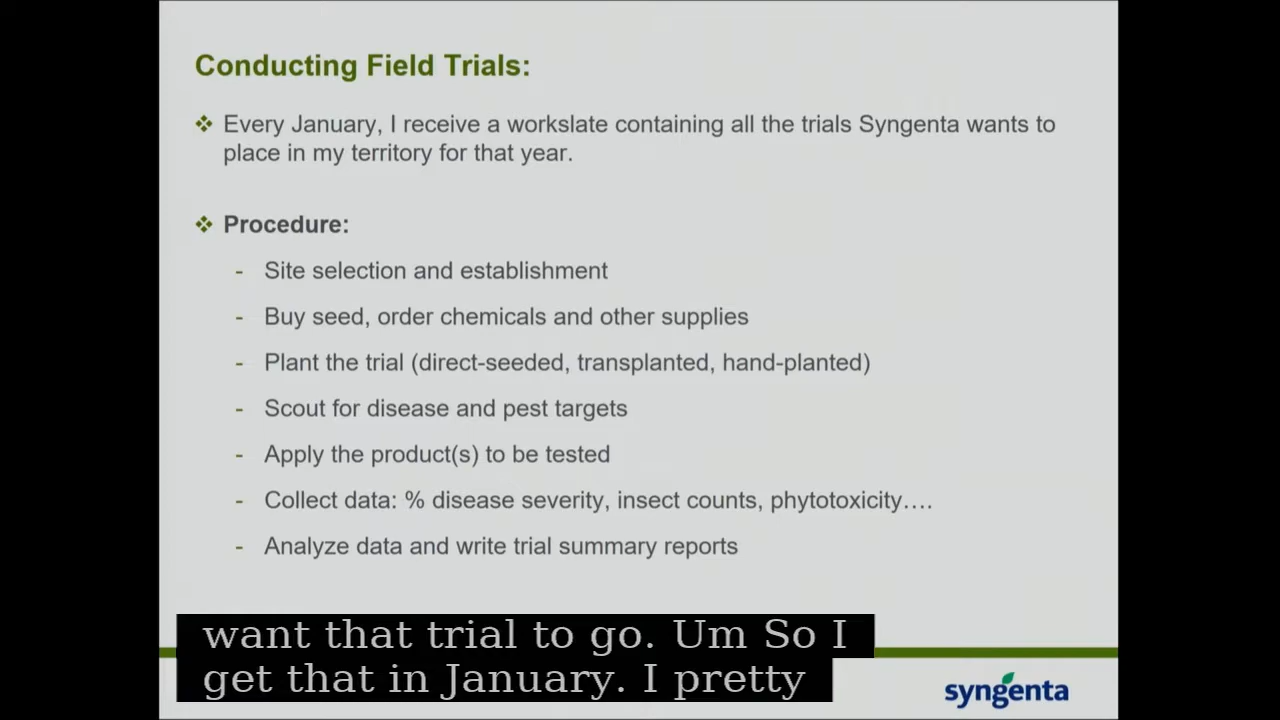 Conducting Field Trials:
❖ Every January, I receive a workslate containing all the trials Syngenta wants to
place in my territory for that year.
❖ Procedure:
- Site selection and establishment
- Buy seed, order chemicals and other supplies
- Plant the trial (direct-seeded, transplanted, hand-planted)
- Scout for disease and pest targets
- Apply the product(s) to be tested
- Collect data: % disease severity, insect counts, phytotoxicity….
- Analyze data and write trial summary reports
want that trial to go. Um So I
get that in January. I pretty
syngenta